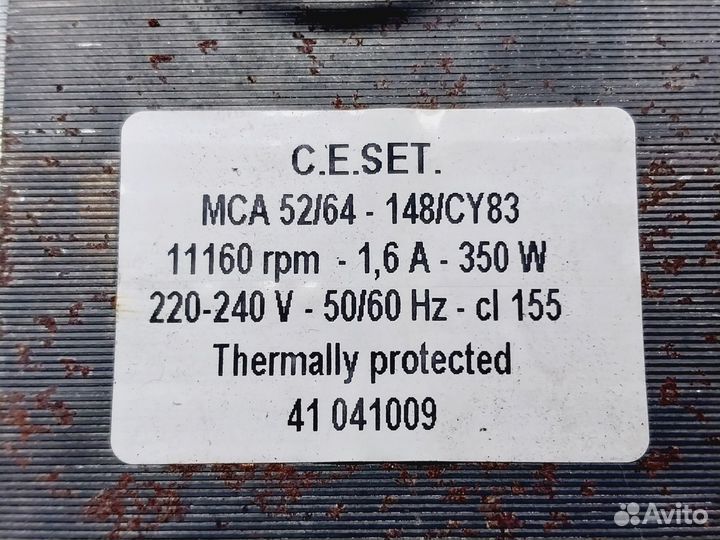 C.E.SET.
MCA 52/64 - 148/CY83
11160 rpm - 1,6 A - 350 W
220-240 V - 50/60 Hz - cl 155
Thermally protected
41 041009
Avito